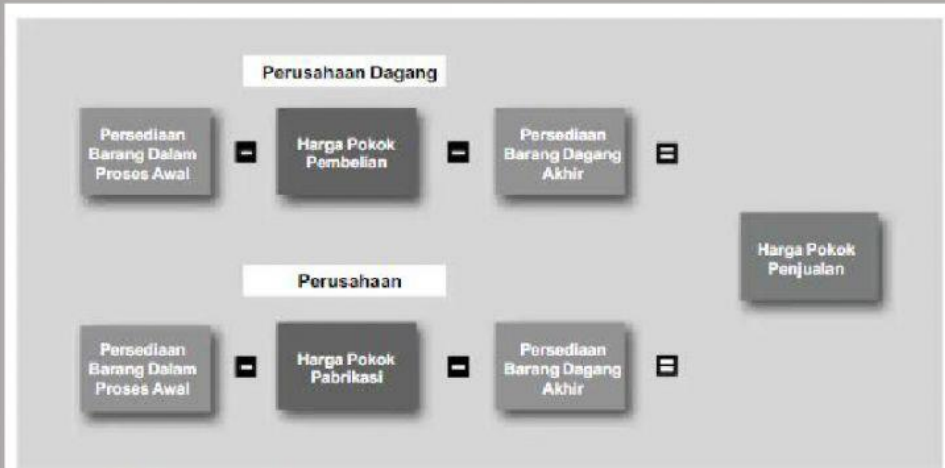 Perusahaan Dagang
Persediaan
Barang Dalam
Proses Awal
-
Harga Pokok
Pembelian
-
Persediaan
Barang Dagang
Akhir
=
Harga Pokok
Penjualan
Perusahaan
Persediaan
Barang Dalam
Proses Awal
-
Harga Pokok
Pabrikasi
-
Persediaan
Barang Dagang
Akhir
=